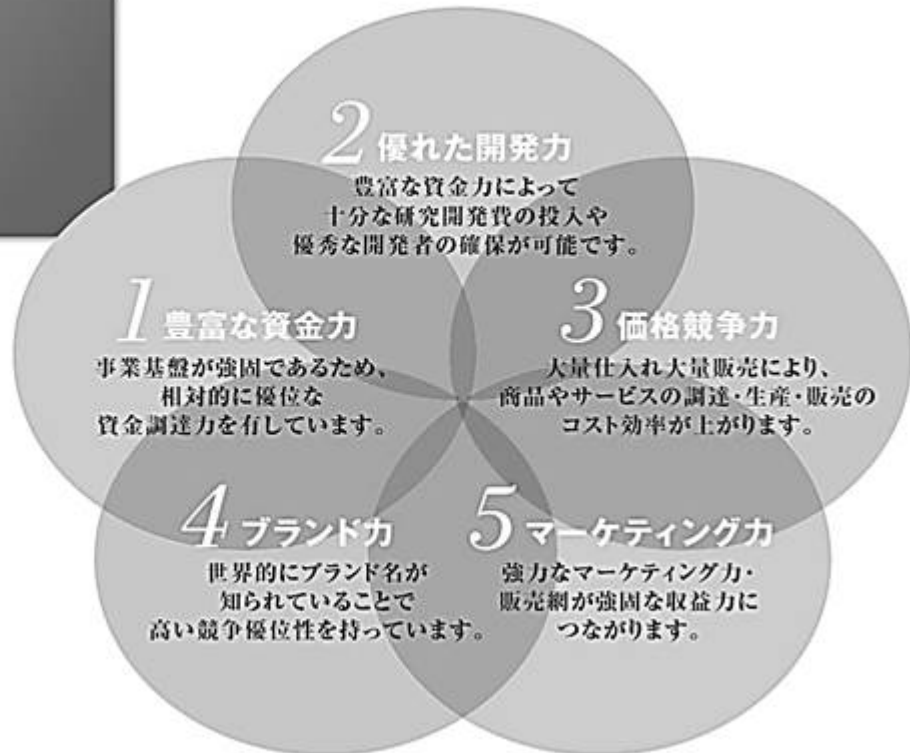 2 優れた開発力
豊富な資金力によって
十分な研究開発費の投入や
優秀な開発者の確保が可能です。
1 豊富な資金力
事業基盤が強固であるため、
相対的に優位な
資金調達力を有しています。
3 価格競争力
大量仕入れ大量販売により、
商品やサービスの調達・生産・販売の
コスト効率が上がります。
4 ブランド力
世界的にブランド名が
知られていることで
高い競争優位性を持っています。
5 マーケティング力
強力なマーケティング力・
販売網が強固な収益力に
つながります。